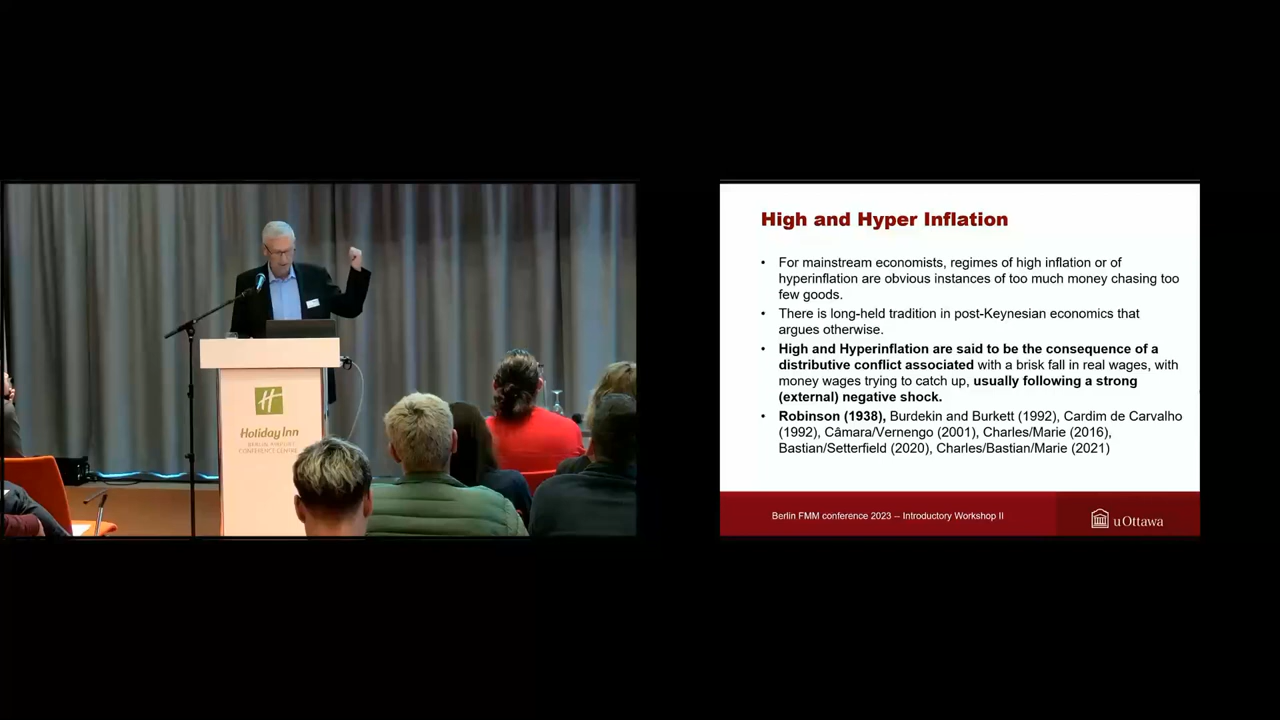 Holiday Inn
BERLIN AIRPORT
CONFERENCE CENTRE
High and Hyper Inflation
• For mainstream economists, regimes of high inflation or of
hyperinflation are obvious instances of too much money chasing too
few goods.
• There is long-held tradition in post-Keynesian economics that
argues otherwise.
• High and Hyperinflation are said to be the consequence of a
distributive conflict associated with a brisk fall in real wages, with
money wages trying to catch up, usually following a strong
(external) negative shock.
• Robinson (1938), Burdekin and Burkett (1992), Cardim de Carvalho
(1992), Câmara/Vernengo (2001), Charles/Marie (2016),
Bastian/Setterfield (2020), Charles/Bastian/Marie (2021)
Berlin FMM conference 2023 -- Introductory Workshop II
uOttawa